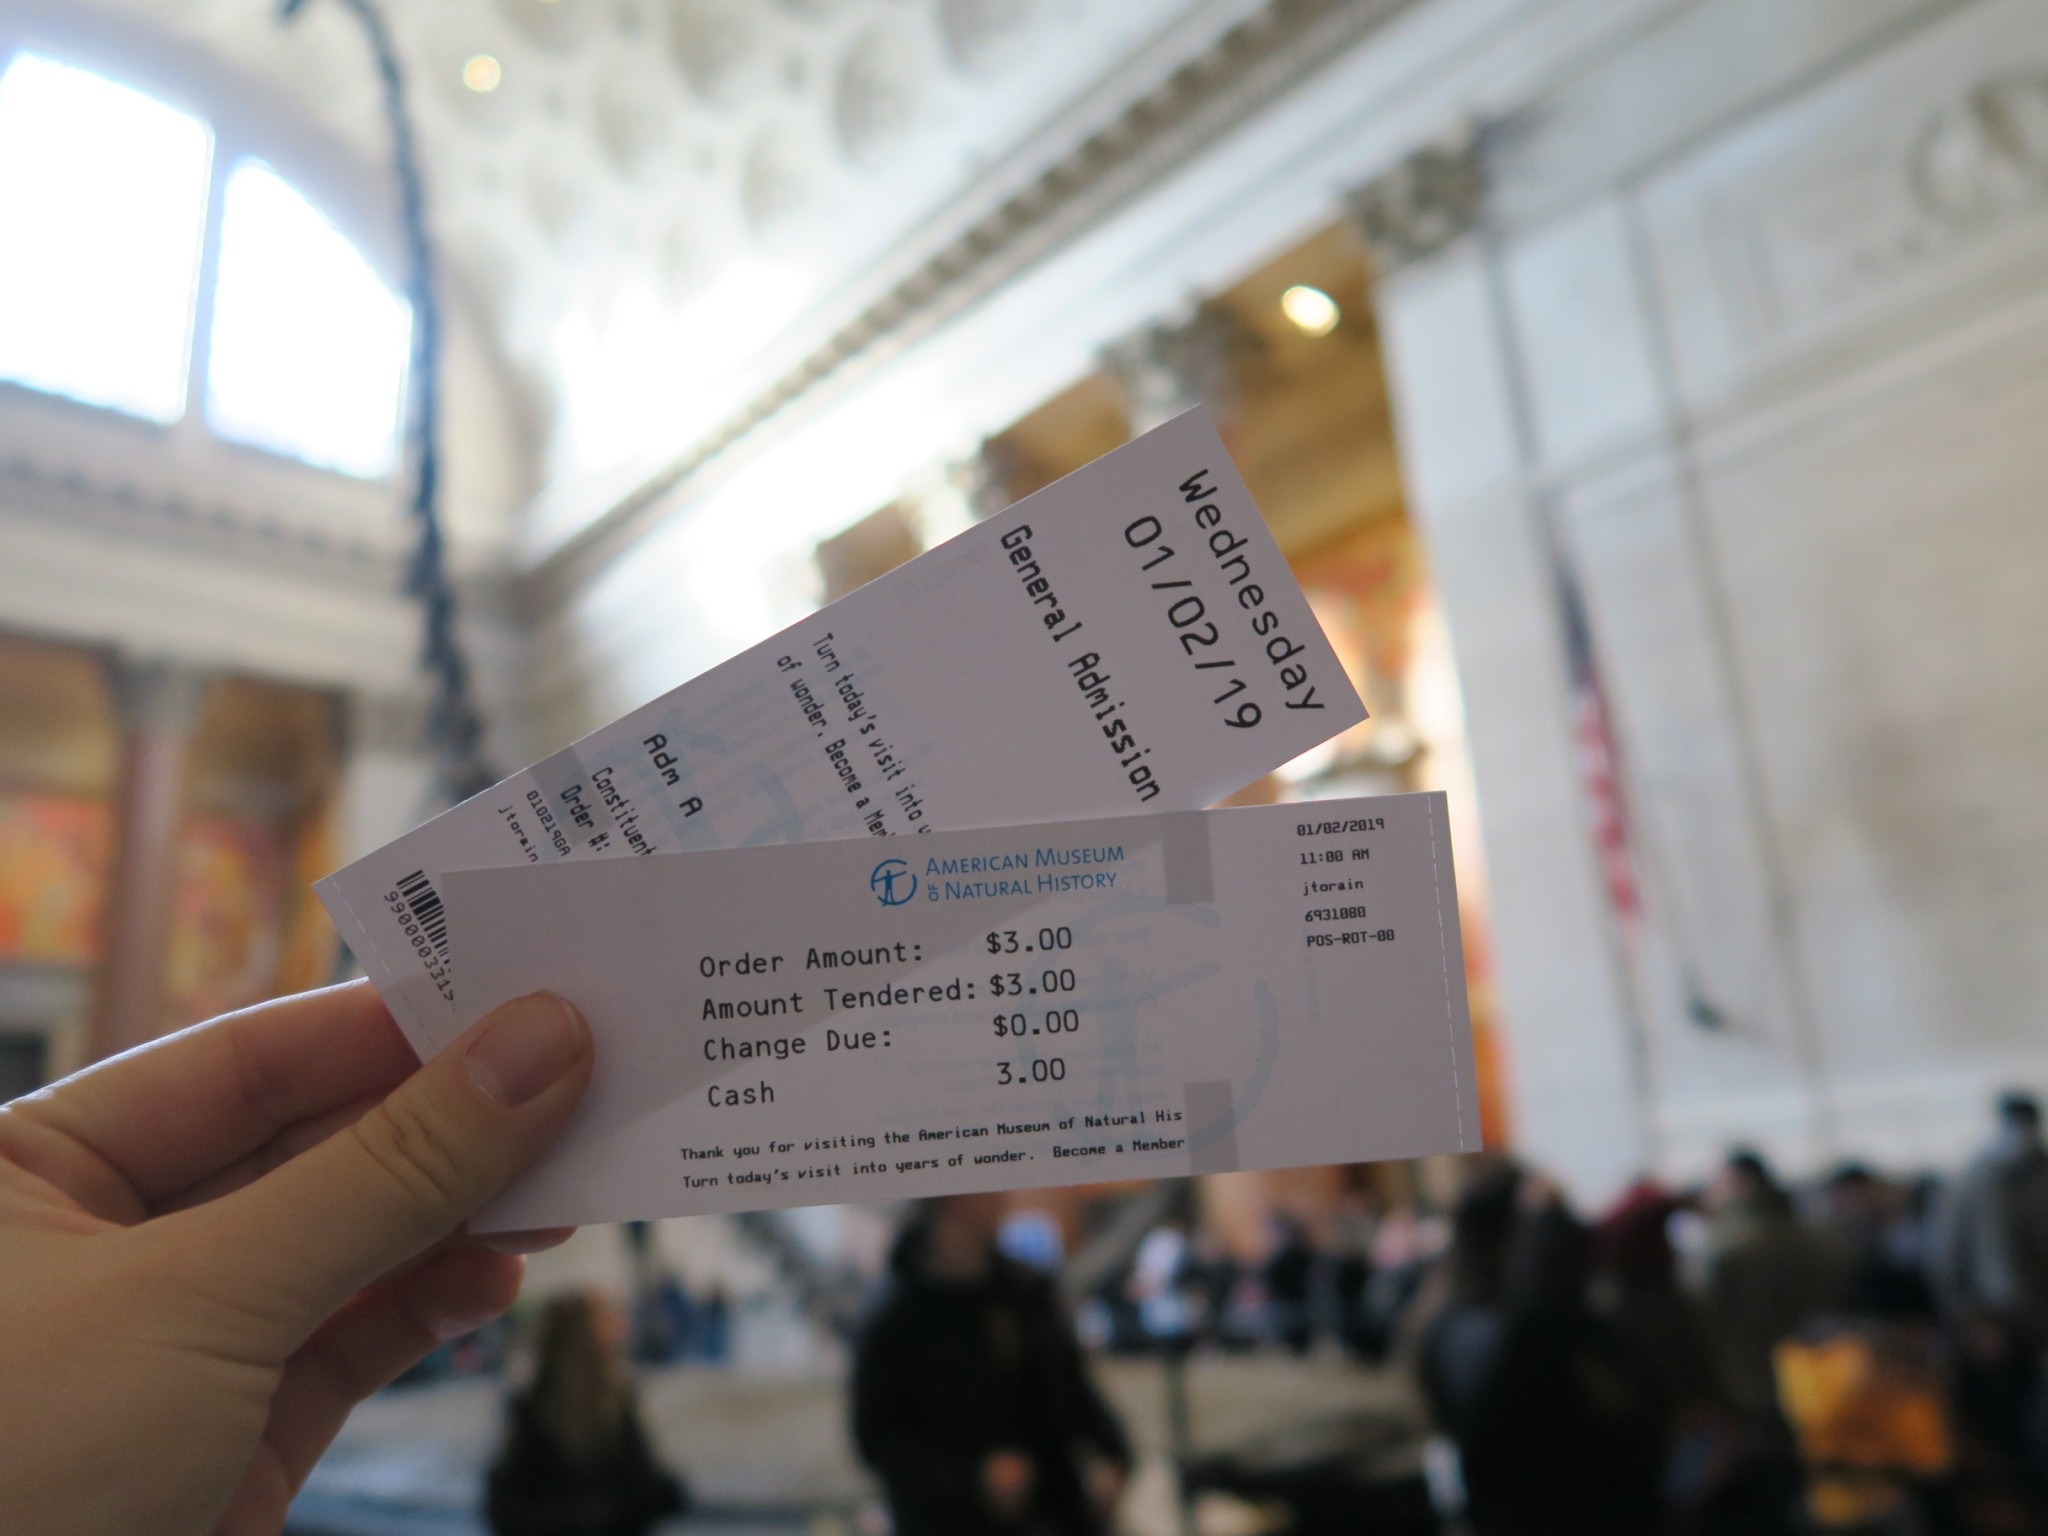 Wednesday
01/02/19
General Admission
Turn today's visit into
of wonder. Become a
Adm A
Constituent
Order #:
010219GA
jtorain
AMERICAN MUSEUM
OF NATURAL HISTORY
Order Amount: $3.00
Amount Tendered: $3.00
Change Due: $0.00
Cash 3.00
Thank you for visiting the American Museum of Natural His
Turn today's visit into years of wonder. Become a Member
01/02/2019
11:00 AM
jtorain
6931080
POS-ROT-00